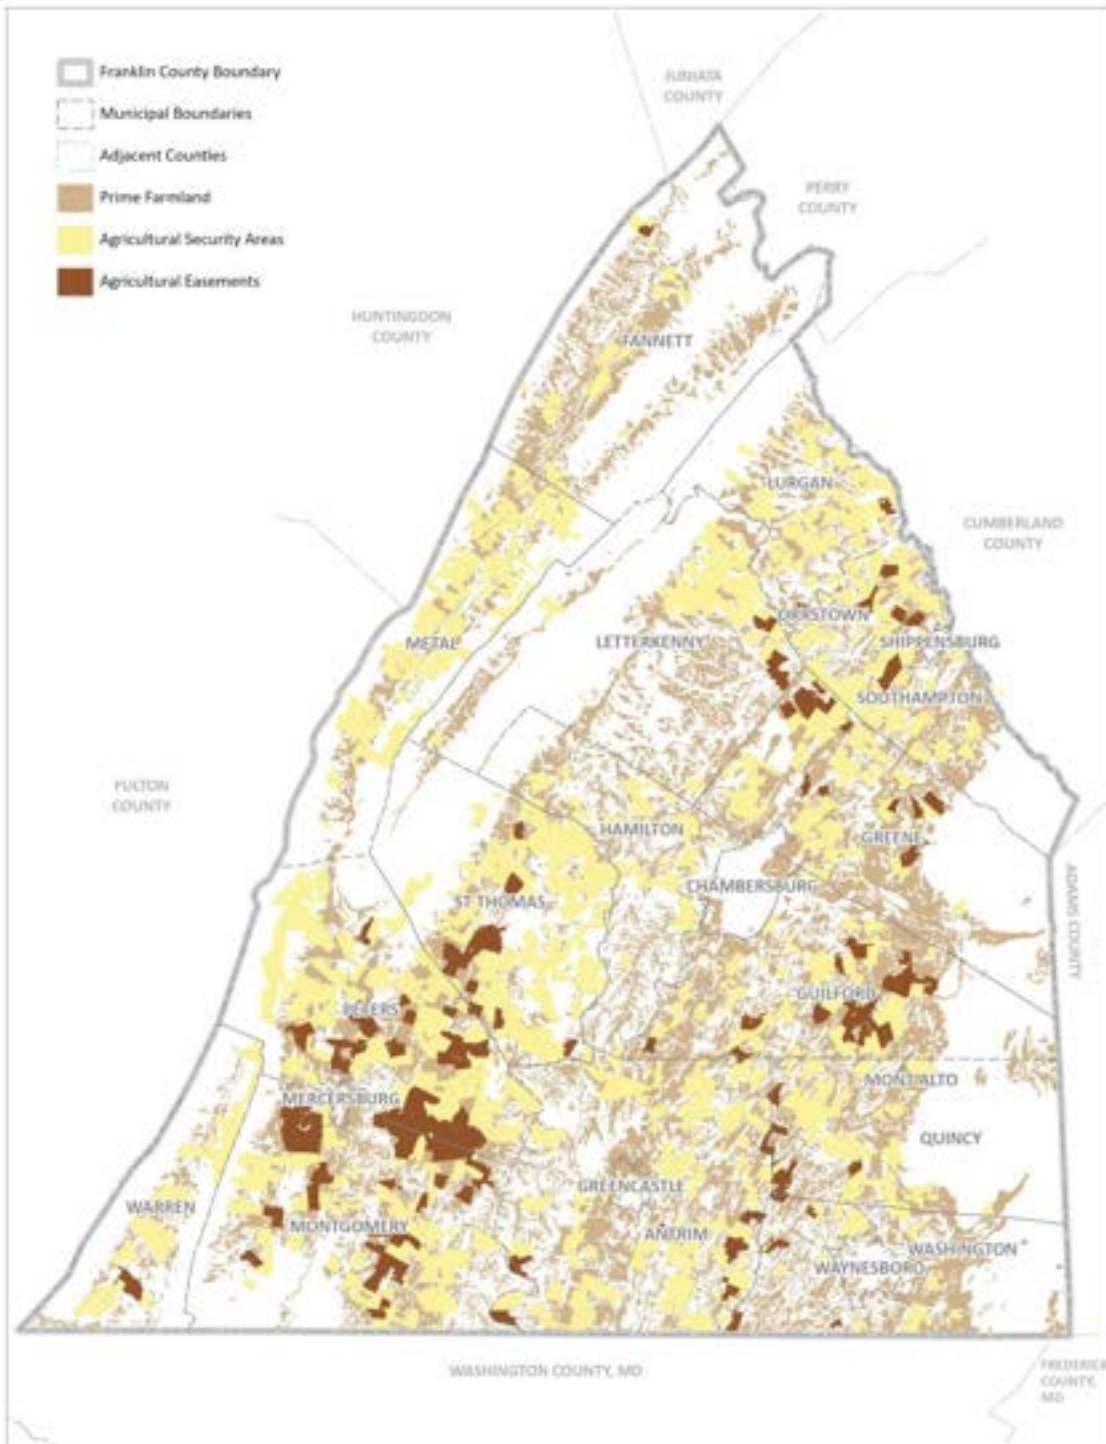 Franklin County Boundary
Municipal Boundaries
Adjacent Counties
Prime Farmland
Agricultural Security Areas
Agricultural Easements
JUNIATA
COUNTY
PERRY
COUNTY
HUNTINGDON
COUNTY
FANNETT
LURGAN
CUMBERLAND
COUNTY
ORRSTOWN
METAL
LETTERKENNY
SHIPPENSBURG
SOUTHAMPTON
FULTON
COUNTY
HAMILTON
GREENE
CHAMBERSBURG
ST THOMAS
ADAMS COUNTY
GUILFORD
PETERS
MONT ALTO
MERCERSBURG
QUINCY
GREENCASTLE
WARREN
MONTGOMERY
ANTRIM
WASHINGTON
WAYNESBORO
WASHINGTON COUNTY, MD
FREDERICK
COUNTY,
MD